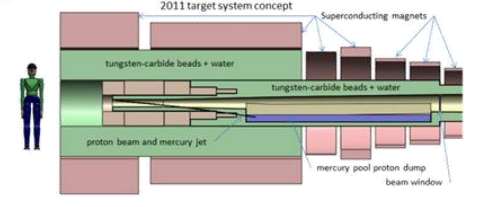 2011 target system concept
Superconducting magnets
tungsten-carbide beads + water
tungsten-carbide beads + water
proton beam and mercury jet
mercury pool proton dump
beam window